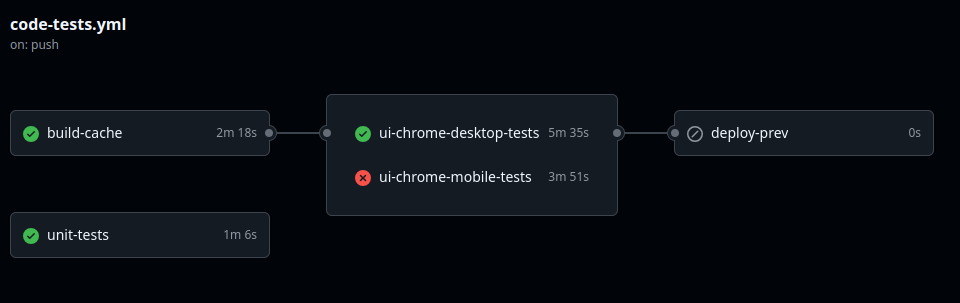 code-tests.yml
on: push
build-cache 2m 18s
ui-chrome-desktop-tests 5m 35s
deploy-prev 0s
ui-chrome-mobile-tests 3m 51s
unit-tests 1m 6s